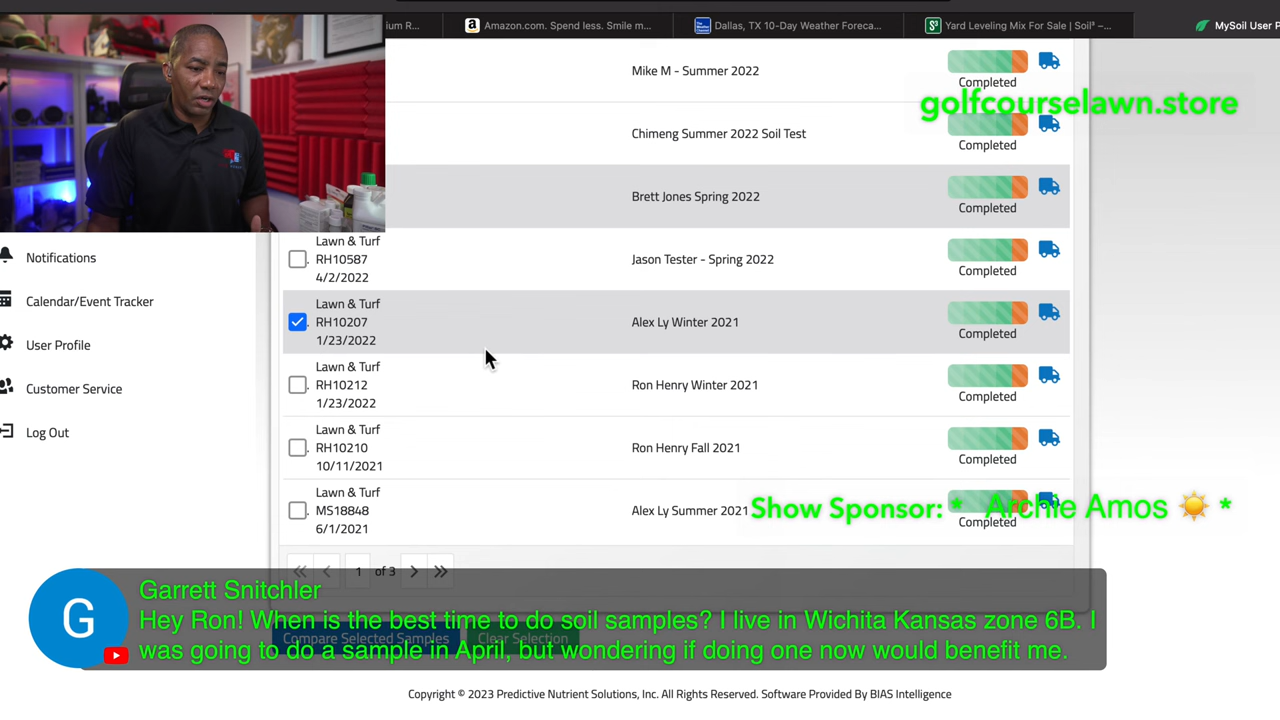 ium R...
Amazon.com. Spend less. Smile m...
Dallas, TX 10-Day Weather Foreca...
Yard Leveling Mix For Sale | Soil³ –...
MySoil User P
Mike M - Summer 2022
Completed
golfcourselawn.store
Chimeng Summer 2022 Soil Test
Completed
Brett Jones Spring 2022
Completed
Notifications
Calendar/Event Tracker
User Profile
Customer Service
Log Out
Lawn & Turf
RH10587
4/2/2022
Jason Tester - Spring 2022
Completed
Lawn & Turf
RH10207
1/23/2022
Alex Ly Winter 2021
Completed
Lawn & Turf
RH10212
1/23/2022
Ron Henry Winter 2021
Completed
Lawn & Turf
RH10210
10/11/2021
Ron Henry Fall 2021
Completed
Lawn & Turf
MS18848
6/1/2021
Alex Ly Summer 2021
Completed
Show Sponsor: * Archie Amos *
1 of 3
G
Garrett Snitchler
Hey Ron! When is the best time to do soil samples? I live in Wichita Kansas zone 6B. I
was going to do a sample in April, but wondering if doing one now would benefit me.
Compare Selected Samples
Clear Selection
Copyright © 2023 Predictive Nutrient Solutions, Inc. All Rights Reserved. Software Provided By BIAS Intelligence